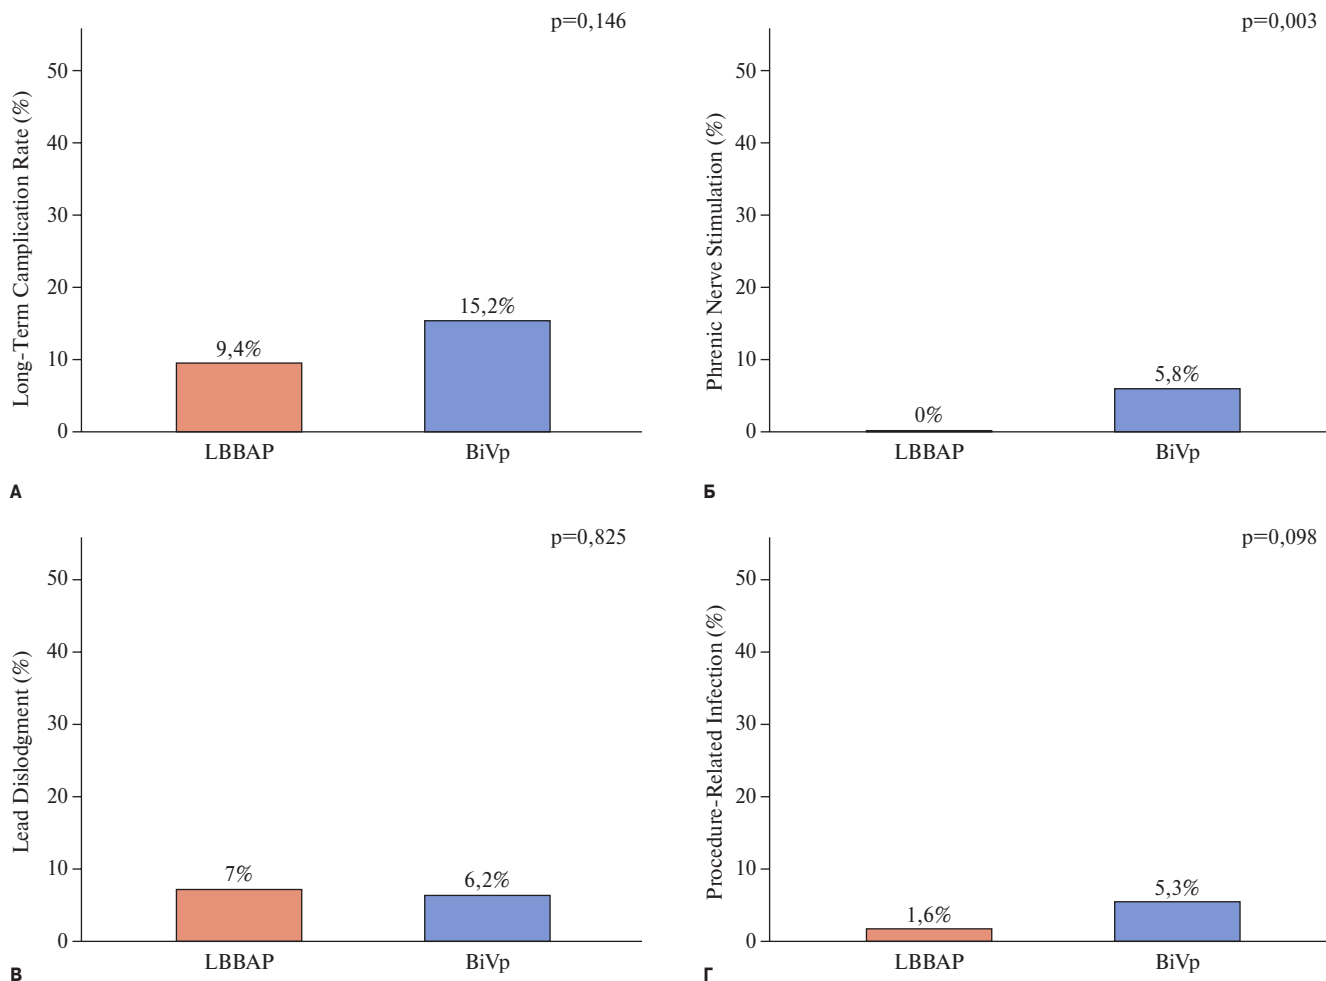 p=0,146
Long-Term Camplication Rate (%)
50
40
30
20
10
0
9,4%
15,2%
LBBAP
BiVp
А
p=0,003
Phrenic Nerve Stimulation (%)
50
40
30
20
10
0
0%
5,8%
LBBAP
BiVp
Б
p=0,825
Lead Dislodgment (%)
50
40
30
20
10
0
7%
6,2%
LBBAP
BiVp
В
p=0,098
Procedure-Related Infection (%)
50
40
30
20
10
0
1,6%
5,3%
LBBAP
BiVp
Г